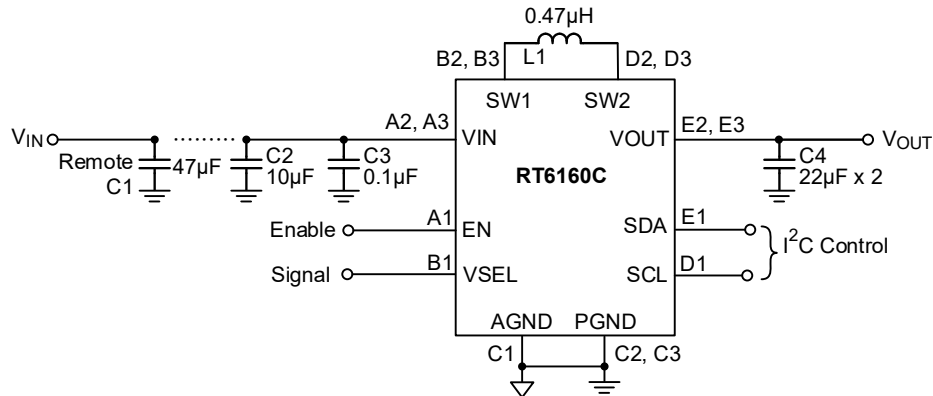 0.47µH
B2, B3
L1
D2, D3
SW1
SW2
A2, A3
E2, E3
VIN
VIN
VOUT
VOUT
Remote
C1
47µF
C2
10µF
C3
0.1µF
RT6160C
C4
22µF x 2
Enable
A1
EN
SDA
E1
I²C Control
Signal
B1
VSEL
SCL
D1
AGND
PGND
C1
C2, C3